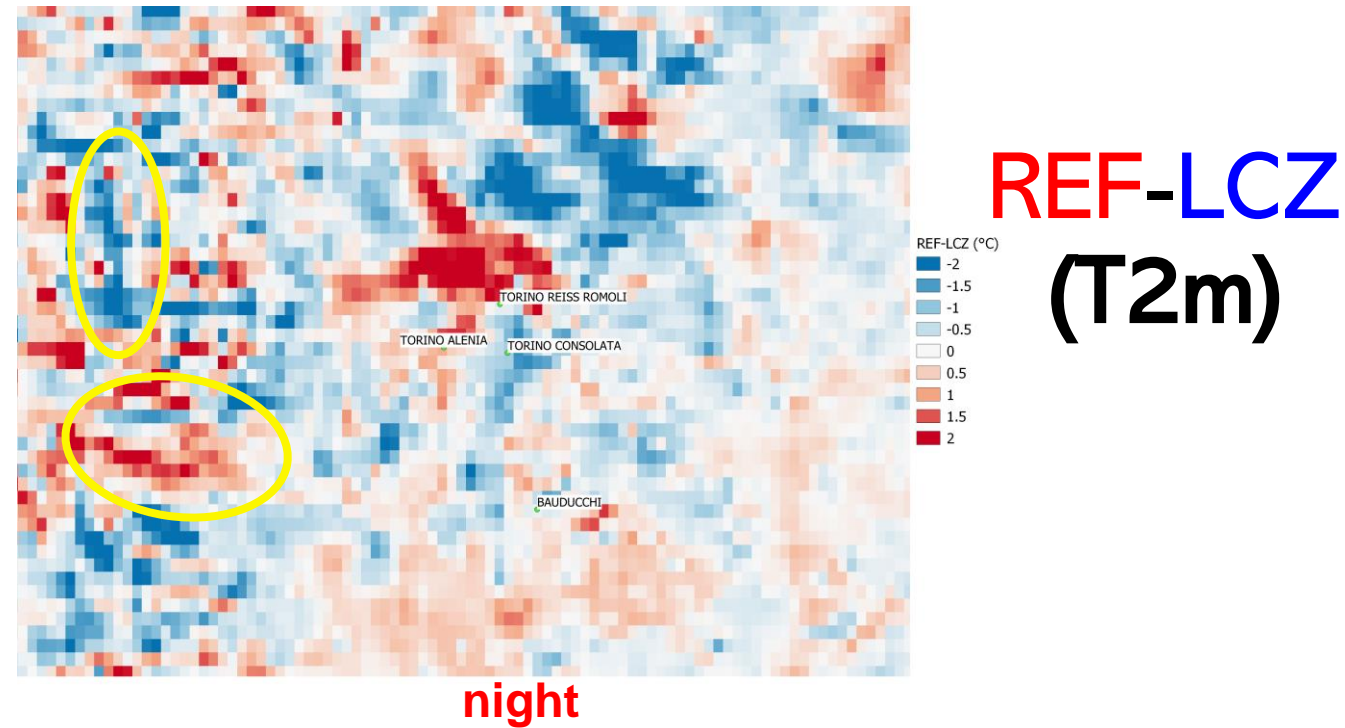 REF-LCZ
(T2m)
REF-LCZ (°C)
-2
-1.5
-1
-0.5
0
0.5
1
1.5
2
TORINO REISS ROMOLI
TORINO ALENIA
TORINO CONSOLATA
BAUDUCCHI
night